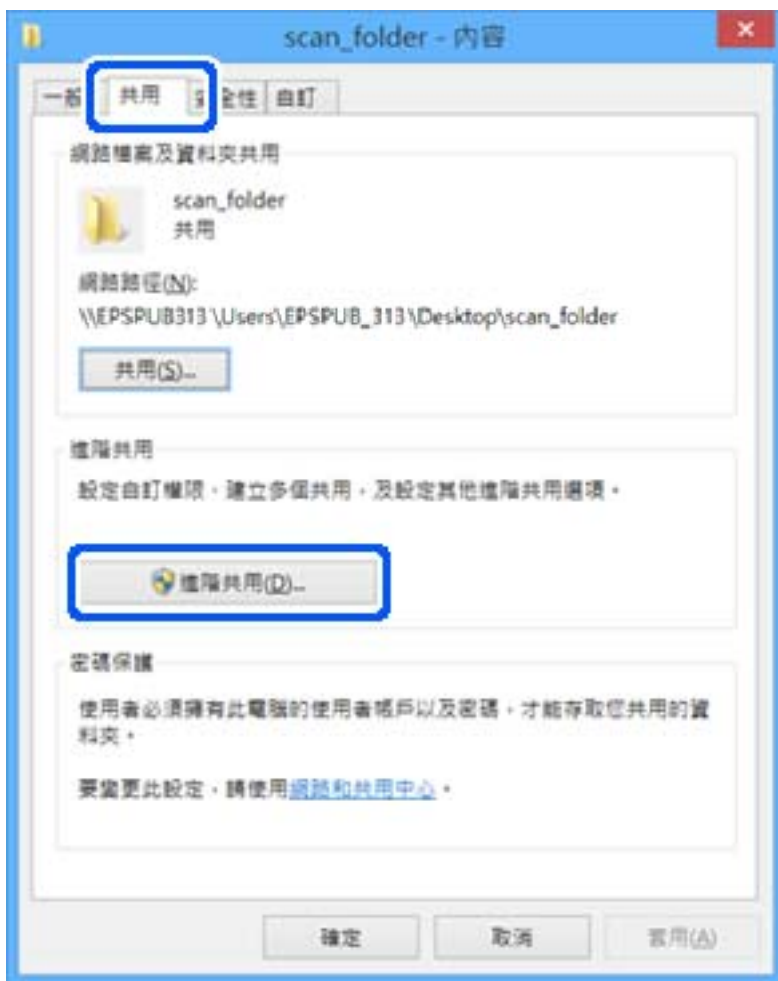 scan_folder - 內容
一般 共用 安全性 自訂
網路檔案及資料夾共用
scan_folder
共用
網路路徑(N):
\\EPSPUB313\Users\EPSPUB_313\Desktop\scan_folder
共用(S)...
進階共用
設定自訂權限、建立多個共用，及設定其他進階共用選項。
進階共用(D)...
密碼保護
使用者必須擁有此電腦的使用者帳戶以及密碼，才能存取您共用的資
料夾。
要變更此設定，請使用網路和共用中心。
確定 取消 套用(A)